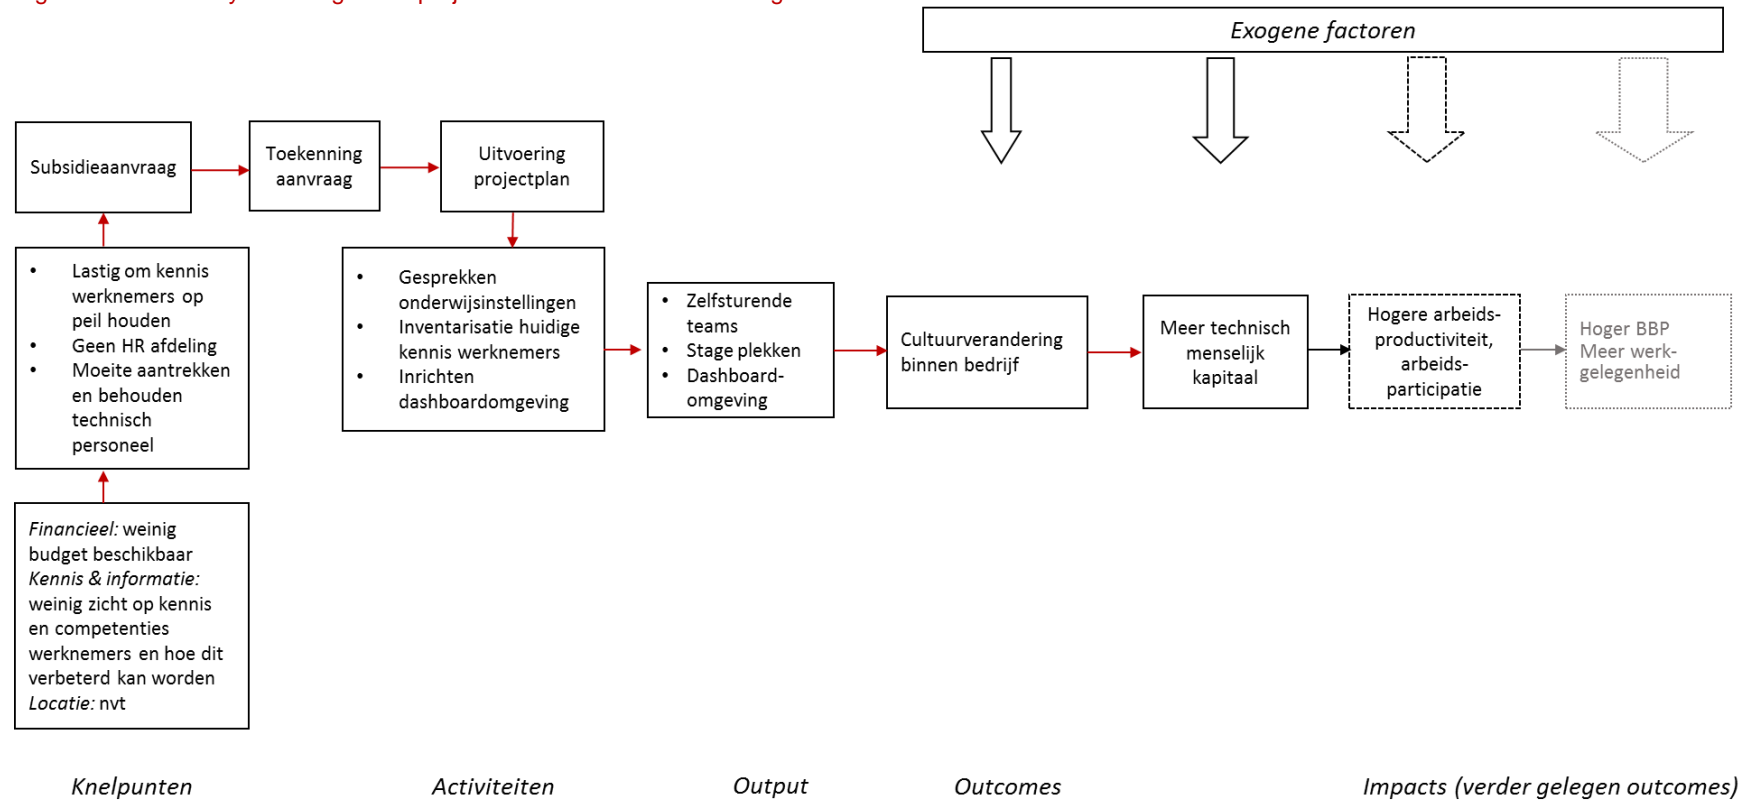 Exogene factoren
Subsidieaanvraag
Toekenning
aanvraag
Uitvoering
projectplan
• Lastig om kennis
werknemers op
peil houden
• Geen HR afdeling
• Moeite aantrekken
en behouden
technisch
personeel
• Gesprekken
onderwijsinstellingen
• Inventarisatie huidige
kennis werknemers
• Inrichten
dashboardomgeving
• Zelfsturende
teams
• Stage plekken
• Dashboard-
omgeving
Cultuurverandering
binnen bedrijf
Meer technisch
menselijk
kapitaal
Hogere arbeids-
productiviteit,
arbeids-
participatie
Hoger BBP
Meer werk-
gelegenheid
Financieel: weinig
budget beschikbaar
Kennis & informatie:
weinig zicht op kennis
en competenties
werknemers en hoe dit
verbeterd kan worden
Locatie: nvt
Knelpunten
Activiteiten
Output
Outcomes
Impacts (verder gelegen outcomes)